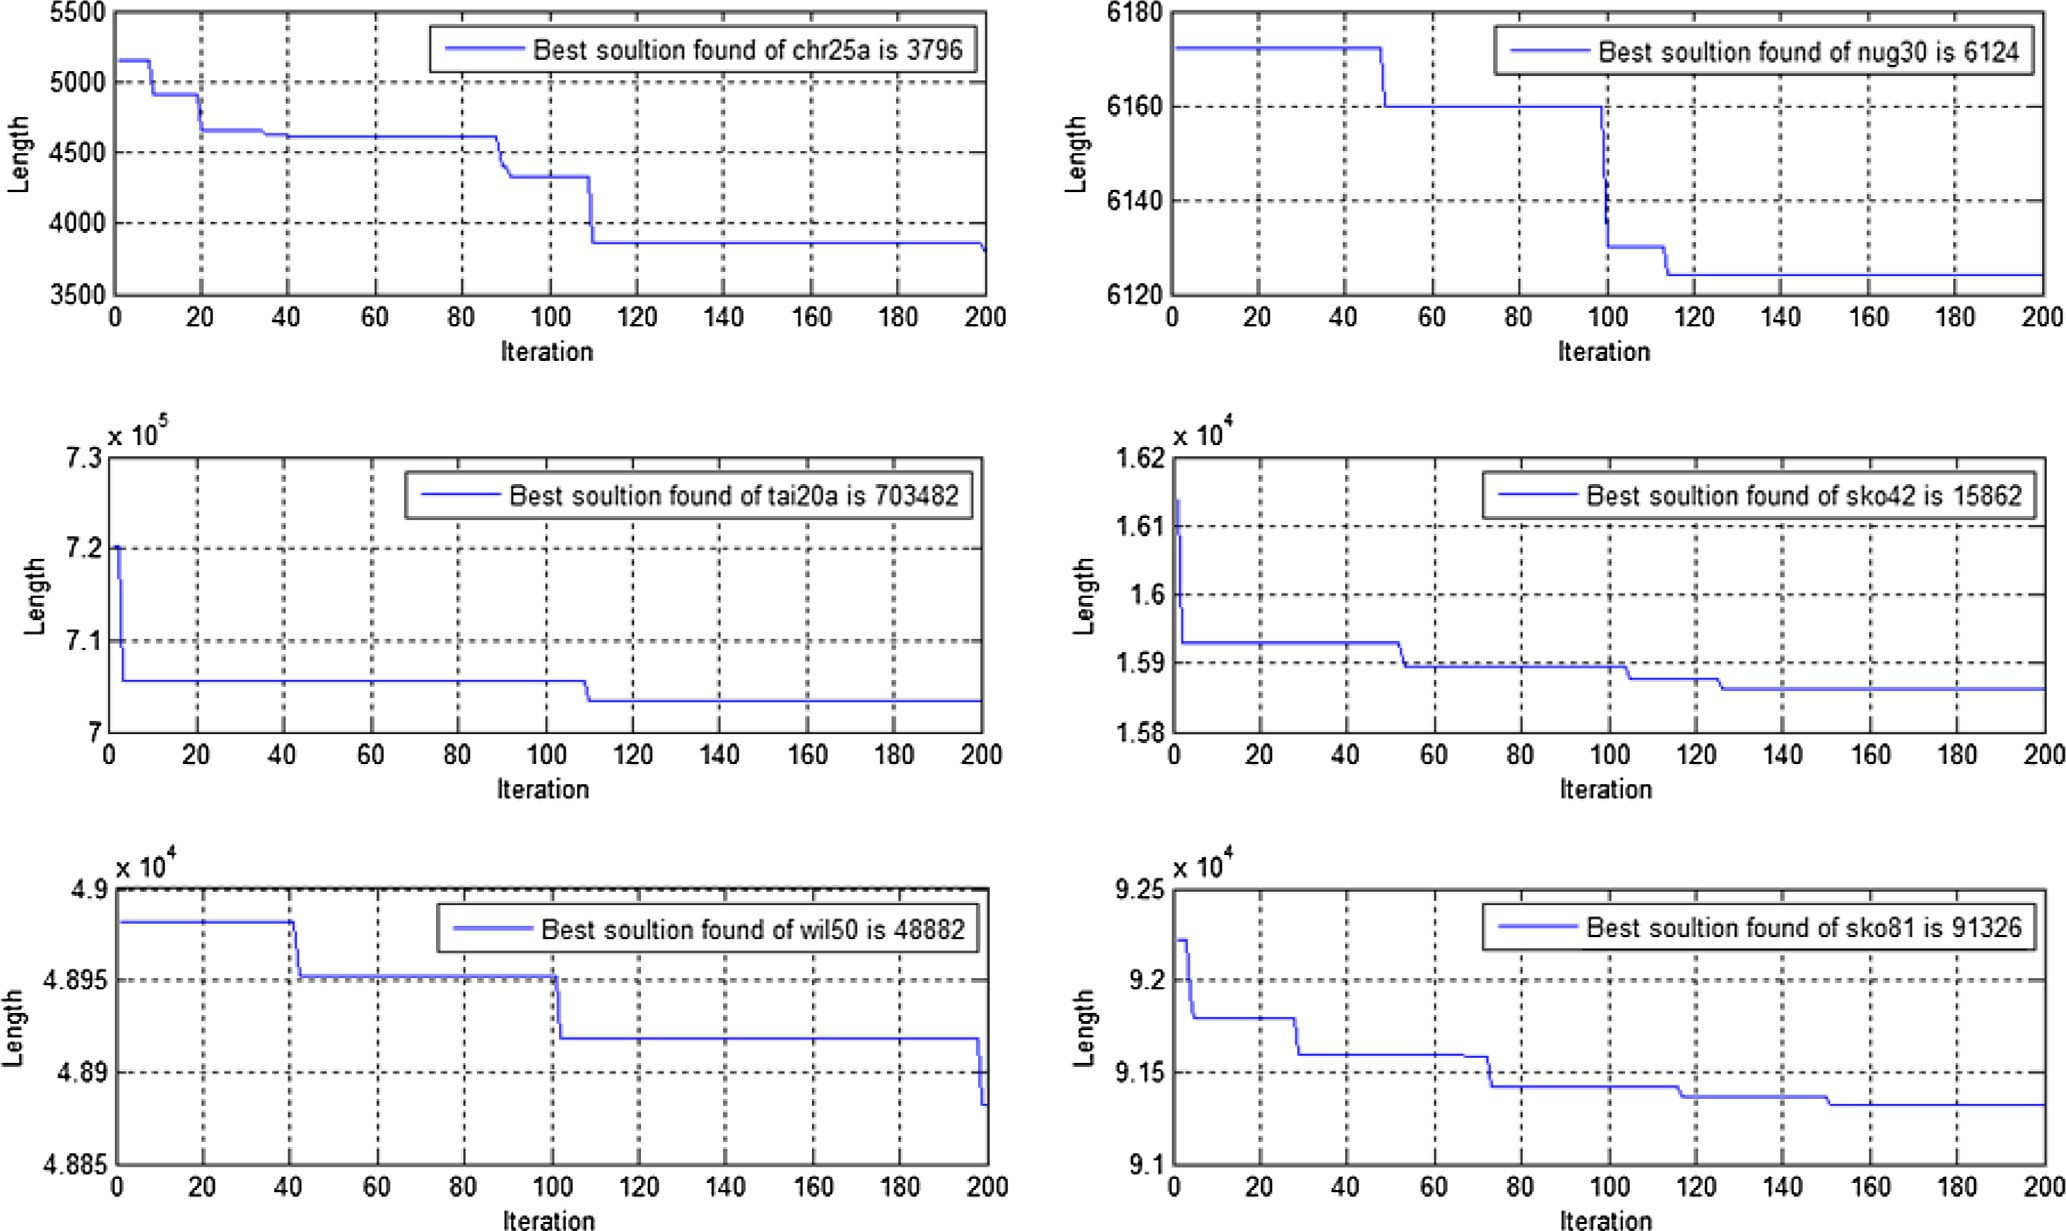 5500
5000
4500
4000
3500
Length
Best soultion found of chr25a is 3796
0 20 40 60 80 100 120 140 160 180 200
Iteration
6180
6160
6140
6120
Length
Best soultion found of nug30 is 6124
0 20 40 60 80 100 120 140 160 180 200
Iteration
x 10^5
7.3
7.2
7.1
7
Length
Best soultion found of tai20a is 703482
0 20 40 60 80 100 120 140 160 180 200
Iteration
x 10^4
1.62
1.61
1.6
1.59
1.58
Length
Best soultion found of sko42 is 15862
0 20 40 60 80 100 120 140 160 180 200
Iteration
x 10^4
4.9
4.895
4.89
4.885
Length
Best soultion found of wil50 is 48882
0 20 40 60 80 100 120 140 160 180 200
Iteration
x 10^4
9.25
9.2
9.15
9.1
Length
Best soultion found of sko81 is 91326
0 20 40 60 80 100 120 140 160 180 200
Iteration